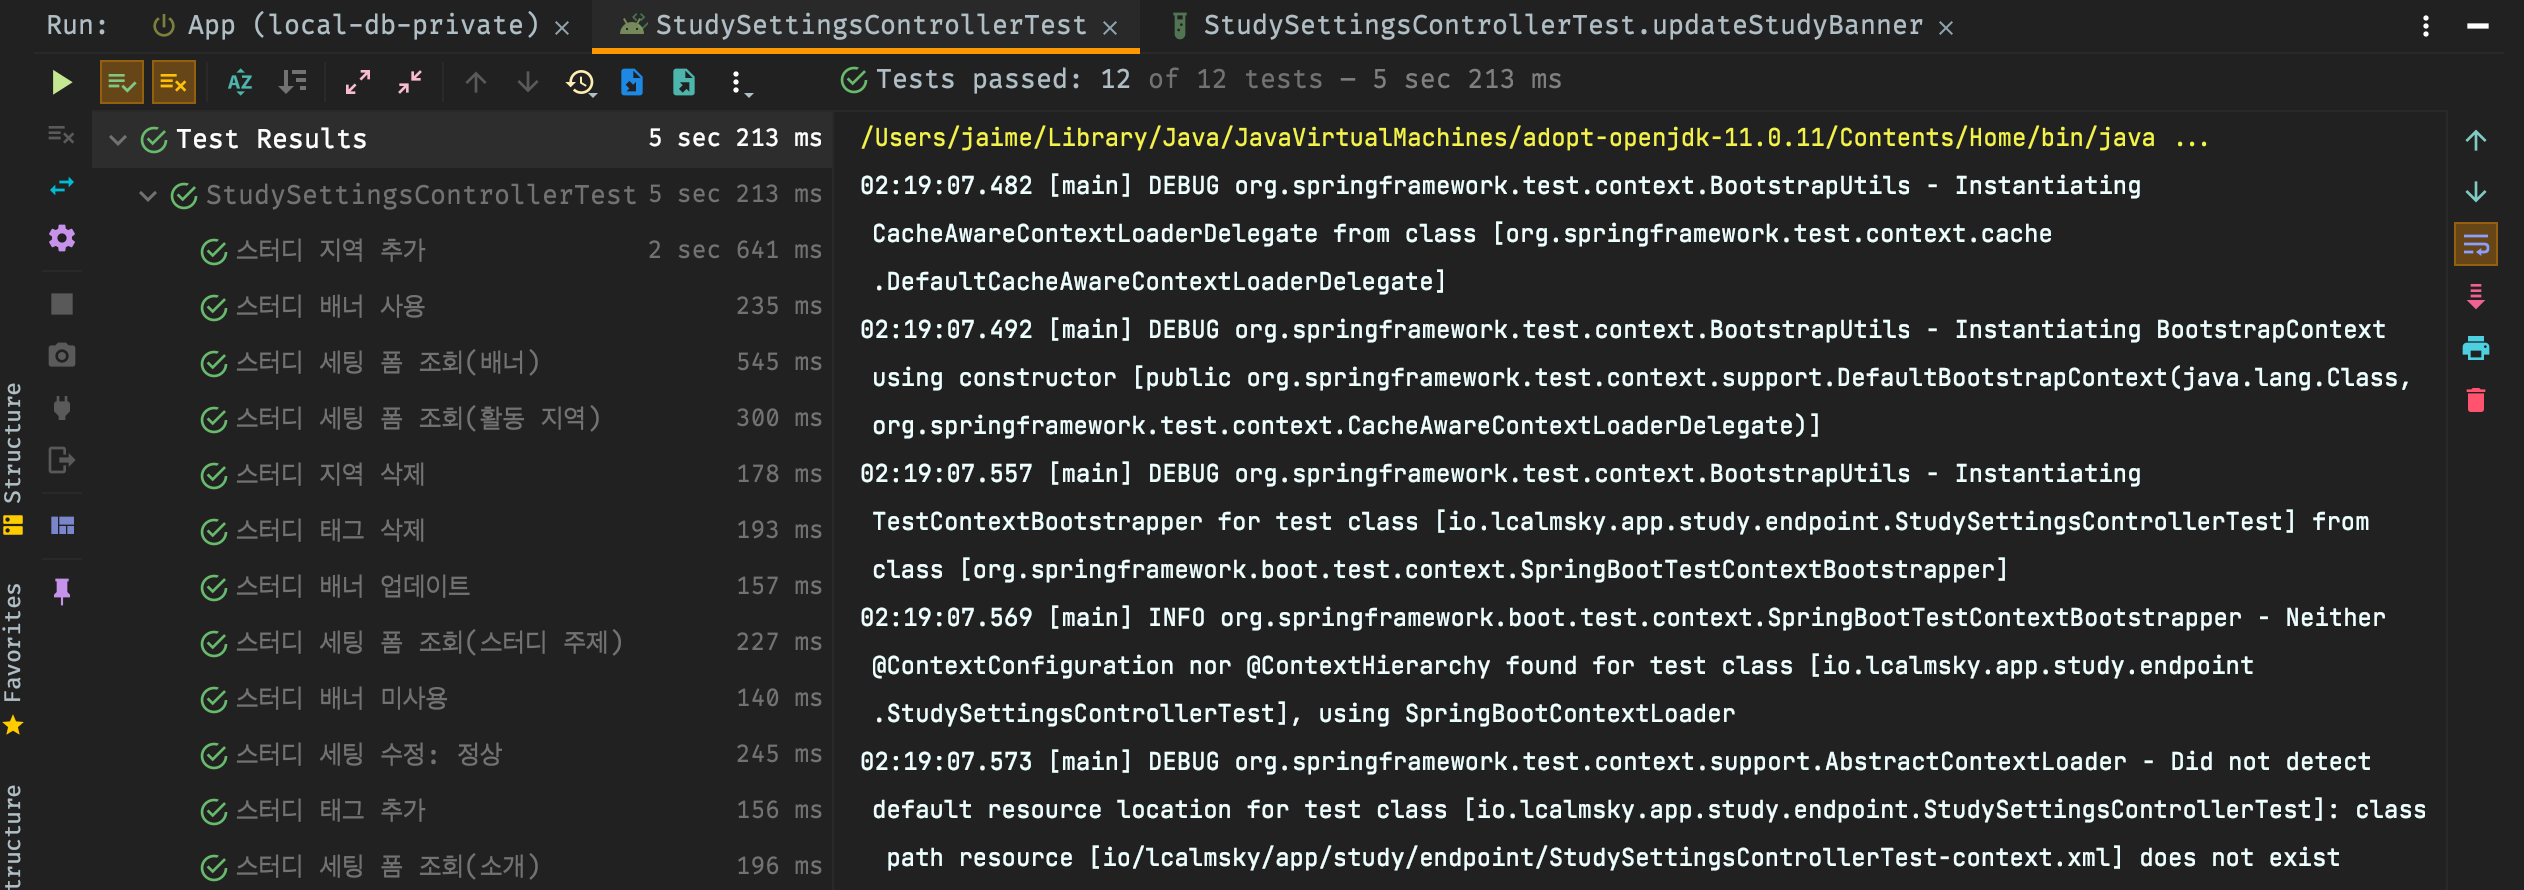 Run: App (local-db-private) × StudySettingsControllerTest × StudySettingsControllerTest.updateStudyBanner ×
Tests passed: 12 of 12 tests – 5 sec 213 ms
Test Results 5 sec 213 ms
StudySettingsControllerTest 5 sec 213 ms
스터디 지역 추가 2 sec 641 ms
스터디 배너 사용 235 ms
스터디 세팅 폼 조회(배너) 545 ms
스터디 세팅 폼 조회(활동 지역) 300 ms
스터디 지역 삭제 178 ms
스터디 태그 삭제 193 ms
스터디 배너 업데이트 157 ms
스터디 세팅 폼 조회(스터디 주제) 227 ms
스터디 배너 미사용 140 ms
스터디 세팅 수정: 정상 245 ms
스터디 태그 추가 156 ms
스터디 세팅 폼 조회(소개) 196 ms
/Users/jaime/Library/Java/JavaVirtualMachines/adopt-openjdk-11.0.11/Contents/Home/bin/java ...
02:19:07.482 [main] DEBUG org.springframework.test.context.BootstrapUtils - Instantiating
CacheAwareContextLoaderDelegate from class [org.springframework.test.context.cache
.DefaultCacheAwareContextLoaderDelegate]
02:19:07.492 [main] DEBUG org.springframework.test.context.BootstrapUtils - Instantiating BootstrapContext
using constructor [public org.springframework.test.context.support.DefaultBootstrapContext(java.lang.Class,
org.springframework.test.context.CacheAwareContextLoaderDelegate)]
02:19:07.557 [main] DEBUG org.springframework.test.context.BootstrapUtils - Instantiating
TestContextBootstrapper for test class [io.lcalmsky.app.study.endpoint.StudySettingsControllerTest] from
class [org.springframework.boot.test.context.SpringBootTestContextBootstrapper]
02:19:07.569 [main] INFO org.springframework.boot.test.context.SpringBootTestContextBootstrapper - Neither
@ContextConfiguration nor @ContextHierarchy found for test class [io.lcalmsky.app.study.endpoint
.StudySettingsControllerTest], using SpringBootContextLoader
02:19:07.573 [main] DEBUG org.springframework.test.context.support.AbstractContextLoader - Did not detect
default resource location for test class [io.lcalmsky.app.study.endpoint.StudySettingsControllerTest]: class
path resource [io/lcalmsky/app/study/endpoint/StudySettingsControllerTest-context.xml] does not exist
Structure
Favorites
tructure